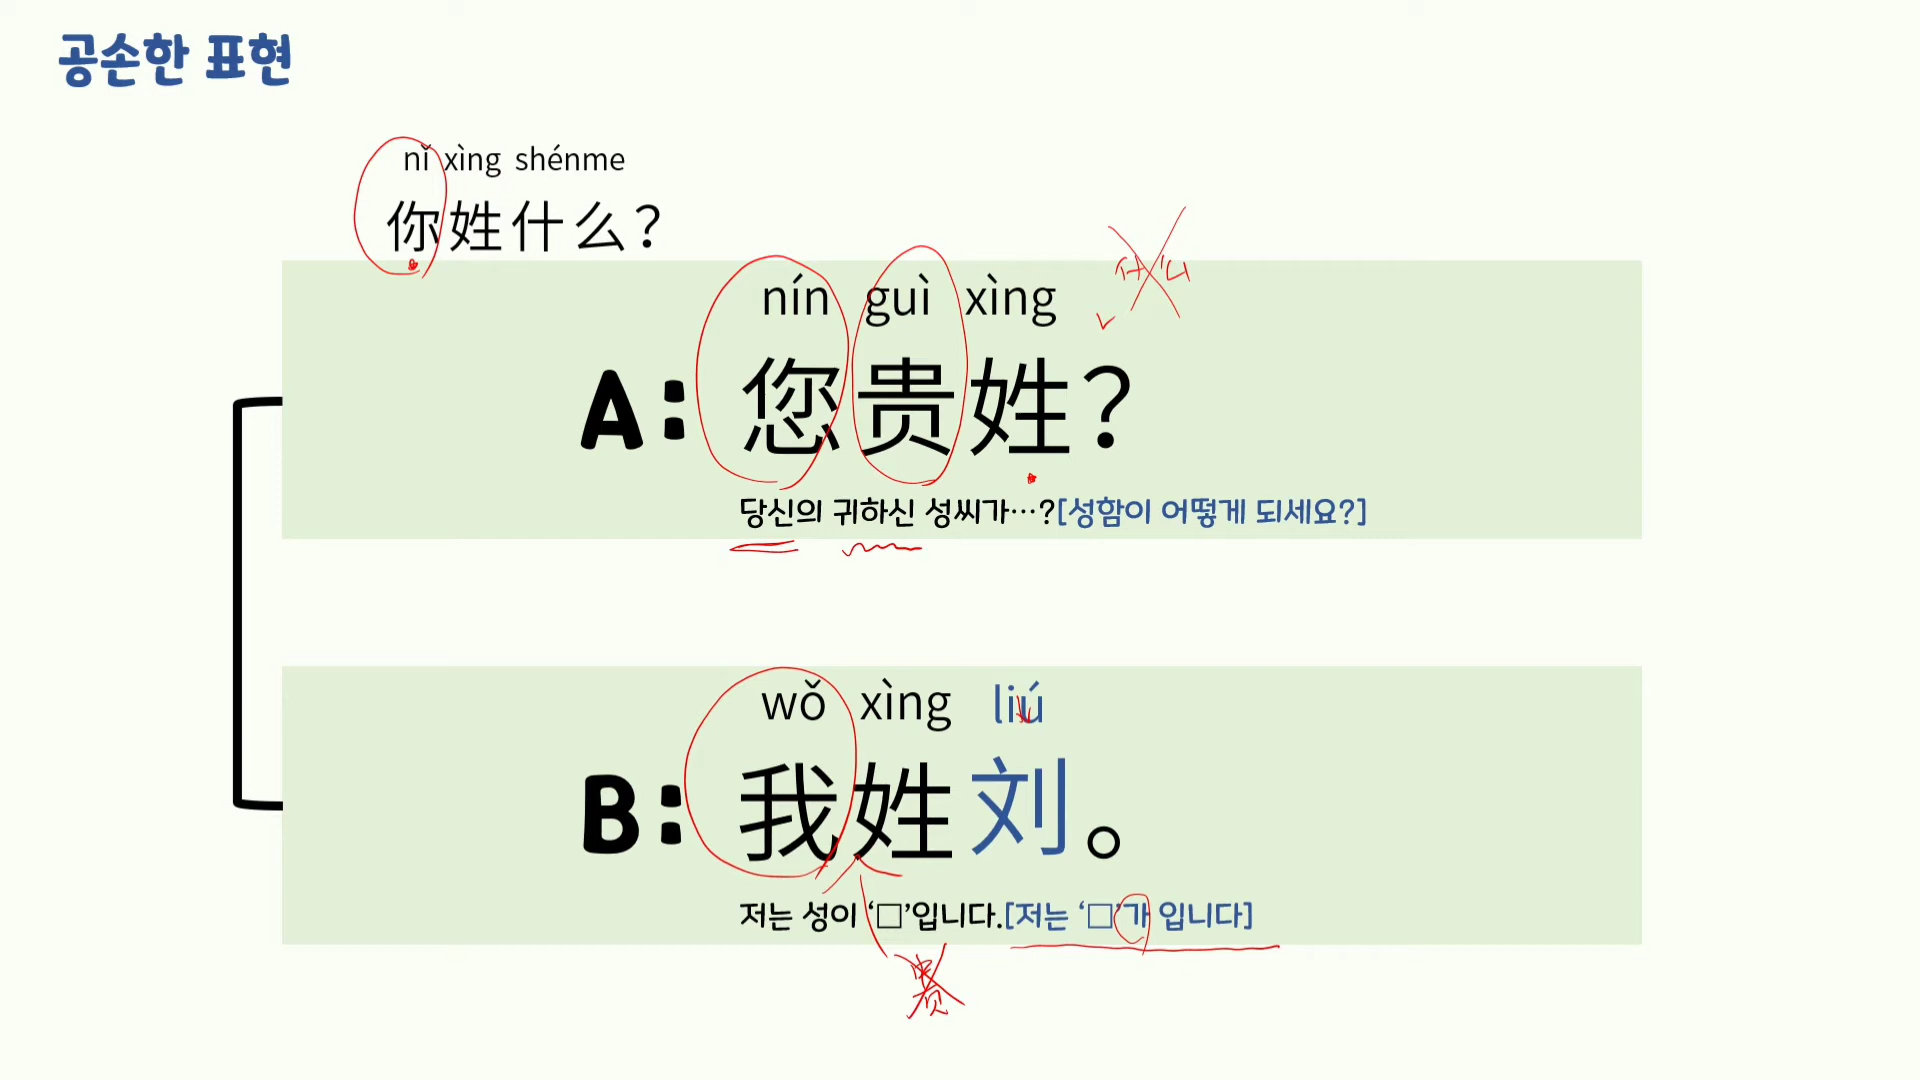 공손한 표현
nǐ xìng shénme
你姓什么?
nín guì xìng
A: 您贵姓?
당신의 귀하신 성씨가…?[성함이 어떻게 되세요?]
wǒ xìng liú
B: 我姓刘。
저는 성이 ‘□’입니다.[저는 ‘□’가 입니다]
贵